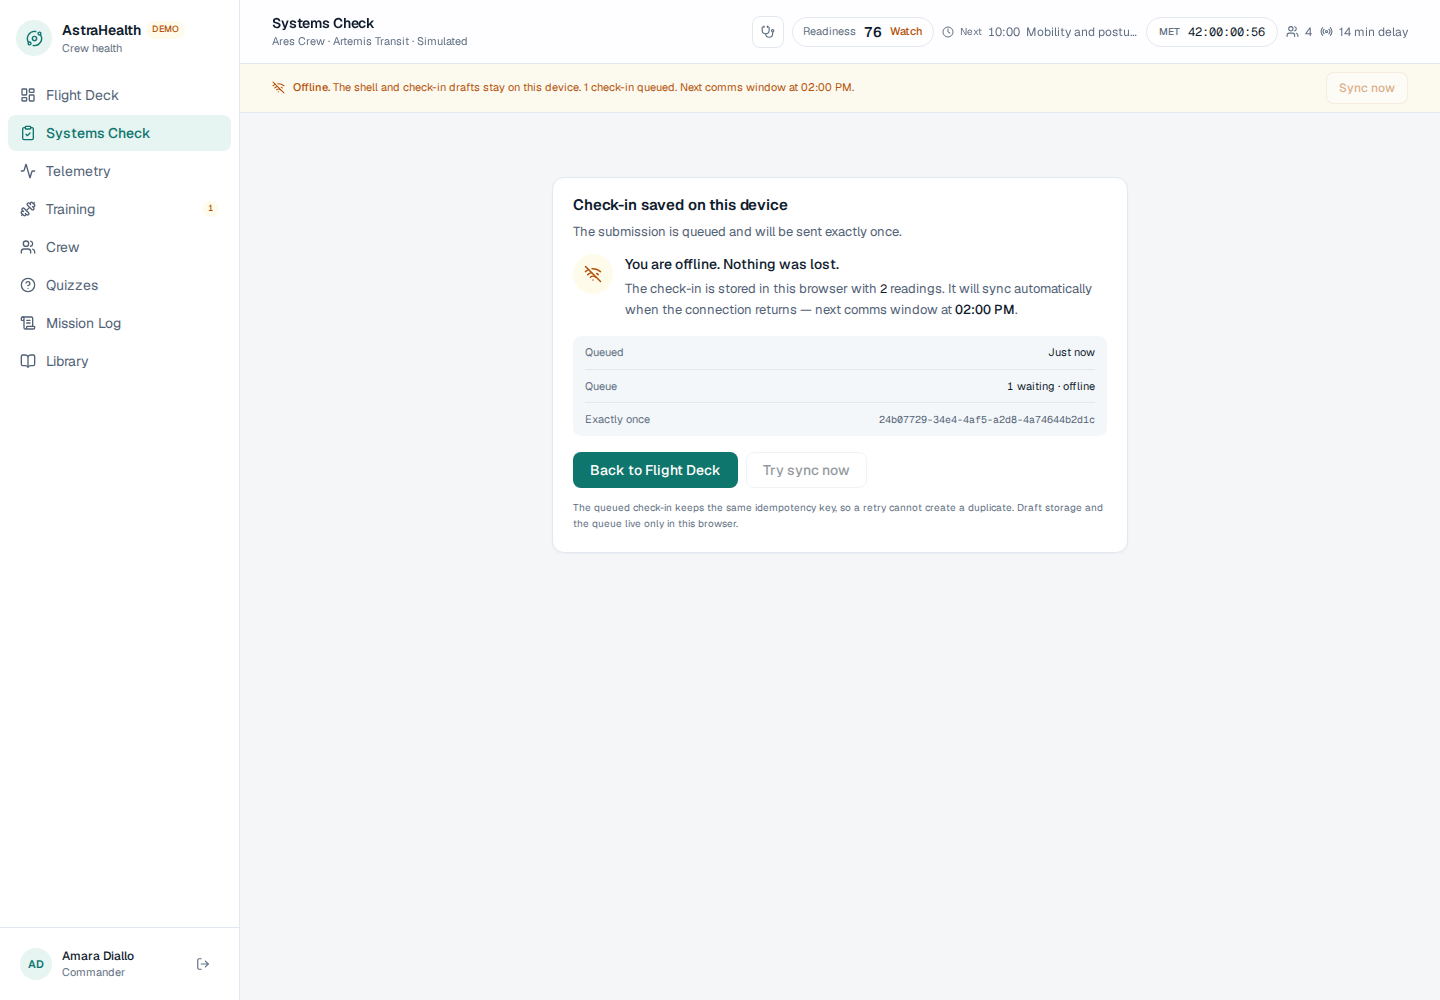 AstraHealth DEMO
Crew health
Flight Deck
Systems Check
Telemetry
Training 1
Crew
Quizzes
Mission Log
Library
AD
Amara Diallo
Commander
Systems Check
Ares Crew · Artemis Transit · Simulated
Readiness 76 Watch
Next 10:00 Mobility and postu…
MET 42:00:00:56
4
14 min delay
Offline. The shell and check-in drafts stay on this device. 1 check-in queued. Next comms window at 02:00 PM.
Sync now
Check-in saved on this device
The submission is queued and will be sent exactly once.
You are offline. Nothing was lost.
The check-in is stored in this browser with 2 readings. It will sync automatically
when the connection returns — next comms window at 02:00 PM.
Queued Just now
Queue 1 waiting · offline
Exactly once 24b07729-34e4-4af5-a2d8-4a74644b2d1c
Back to Flight Deck
Try sync now
The queued check-in keeps the same idempotency key, so a retry cannot create a duplicate. Draft storage and
the queue live only in this browser.